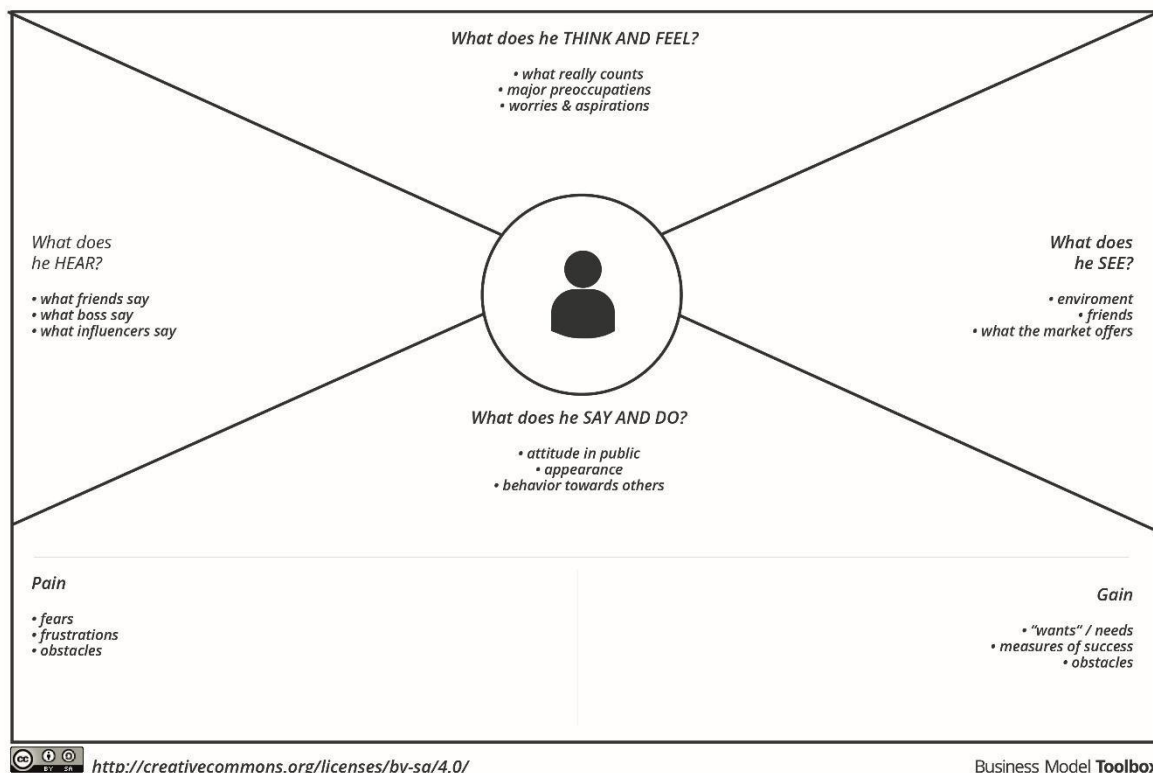 What does he THINK AND FEEL?
• what really counts
• major preoccupatiens
• worries & aspirations
What does
he HEAR?
• what friends say
• what boss say
• what influencers say
What does
he SEE?
• enviroment
• friends
• what the market offers
What does he SAY AND DO?
• attitude in public
• appearance
• behavior towards others
Pain
• fears
• frustrations
• obstacles
Gain
• “wants” / needs
• measures of success
• obstacles
cc BY SA
http://creativecommons.org/licenses/by-sa/4.0/
Business Model Toolbox